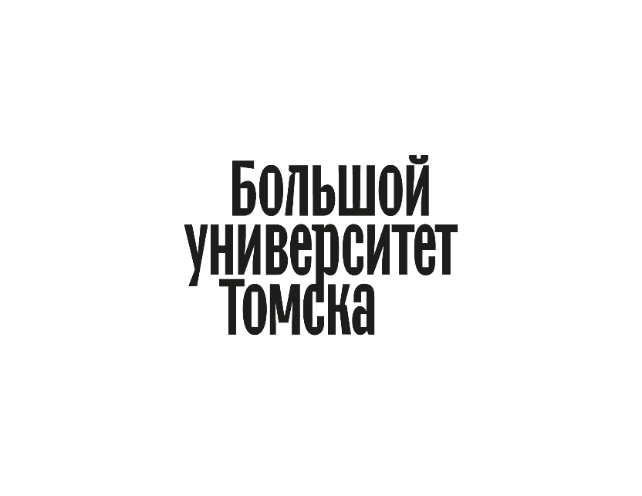 Большой
университет
Томска